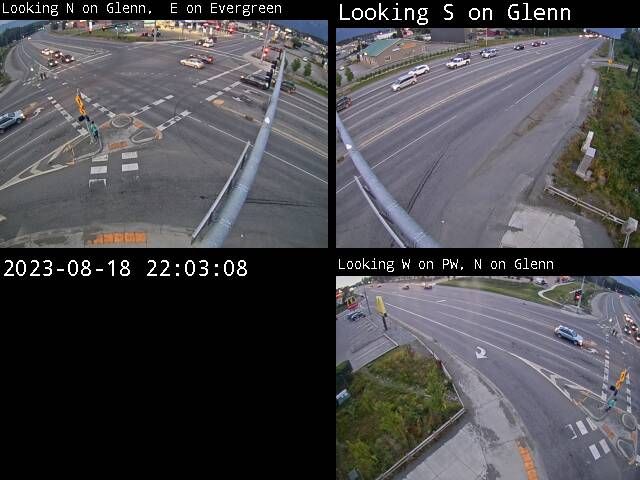 Looking N on Glenn,  E on Evergreen
Looking S on Glenn
2023-08-18 22:03:08
Looking W on PW, N on Glenn